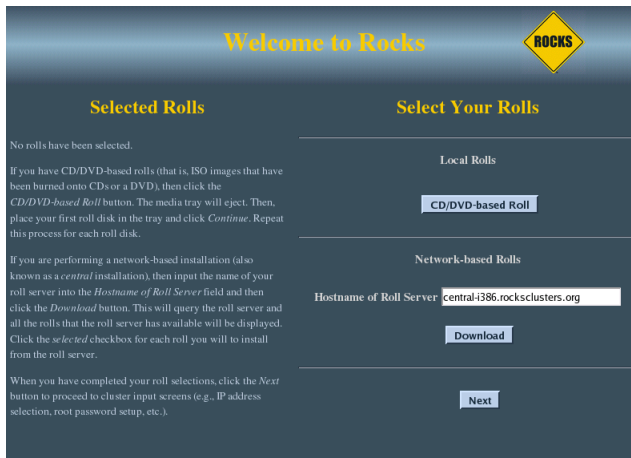 Welcome to Rocks
ROCKS
Selected Rolls
No rolls have been selected.
If you have CD/DVD-based rolls (that is, ISO images that have
been burned onto CDs or a DVD), then click the
CD/DVD-based Roll button. The media tray will eject. Then,
place your first roll disk in the tray and click Continue. Repeat
this process for each roll disk.
If you are performing a network-based installation (also
known as a central installation), then input the name of your
roll server into the Hostname of Roll Server field and then
click the Download button. This will query the roll server and
all the rolls that the roll server has available will be displayed.
Click the selected checkbox for each roll you will to install
from the roll server.
When you have completed your roll selections, click the Next
button to proceed to cluster input screens (e.g., IP address
selection, root password setup, etc.).
Select Your Rolls
Local Rolls
CD/DVD-based Roll
Network-based Rolls
Hostname of Roll Server central-i386.rocksclusters.org
Download
Next